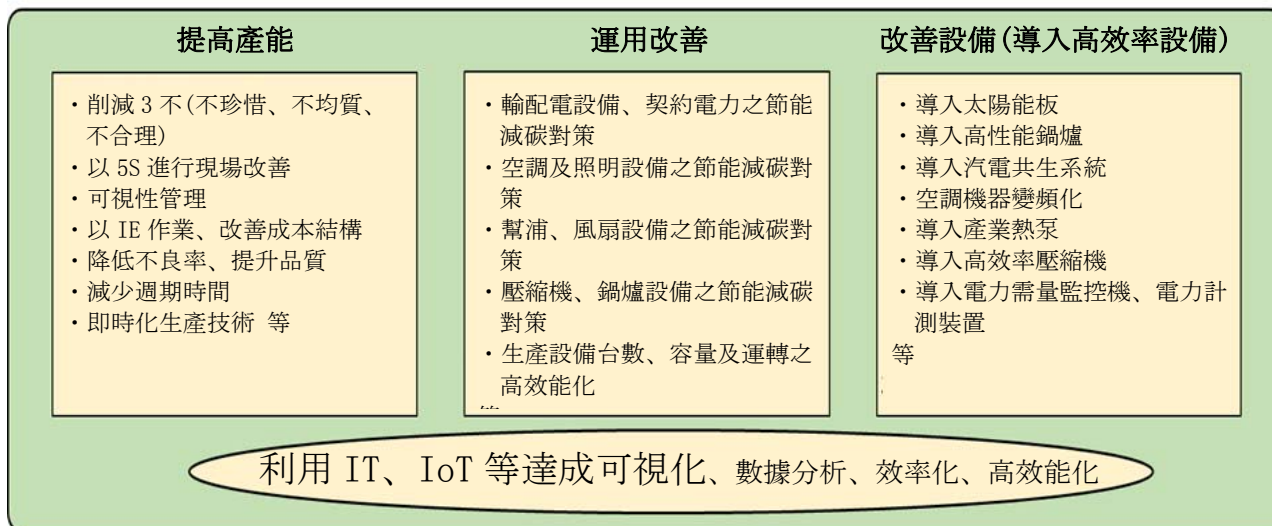 提高產能
・削減 3 不(不珍惜、不均質、
不合理)
・以 5S 進行現場改善
・可視性管理
・以 IE 作業、改善成本結構
・降低不良率、提升品質
・減少週期時間
・即時化生產技術 等
運用改善
・輸配電設備、契約電力之節能
減碳對策
・空調及照明設備之節能減碳對
策
・幫浦、風扇設備之節能減碳對
策
・壓縮機、鍋爐設備之節能減碳
對策
・生產設備台數、容量及運轉之
高效能化
改善設備(導入高效率設備)
・導入太陽能板
・導入高性能鍋爐
・導入汽電共生系統
・空調機器變頻化
・導入產業熱泵
・導入高效率壓縮機
・導入電力需量監控機、電力計
測裝置
等
利用 IT、IoT 等達成可視化、數據分析、效率化、高效能化